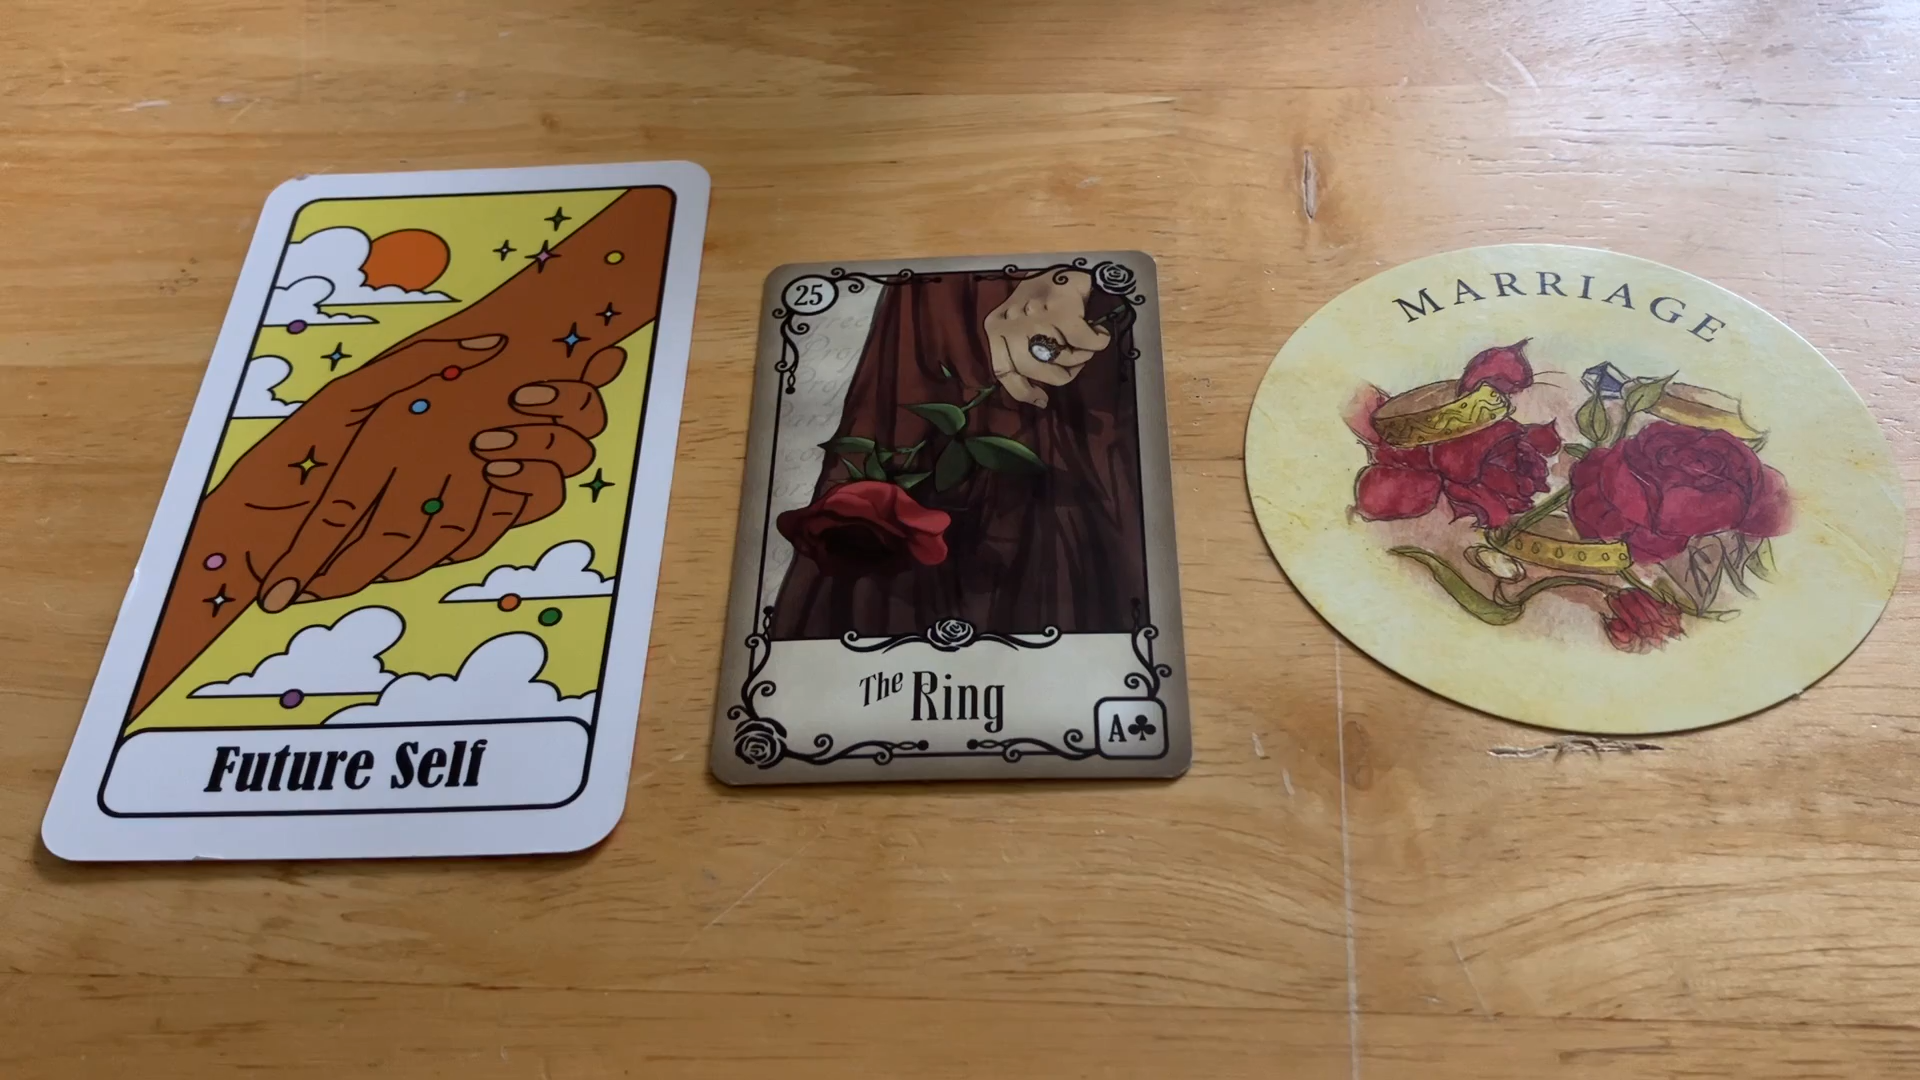 Future Self
25
The Ring
A♣
MARRIAGE